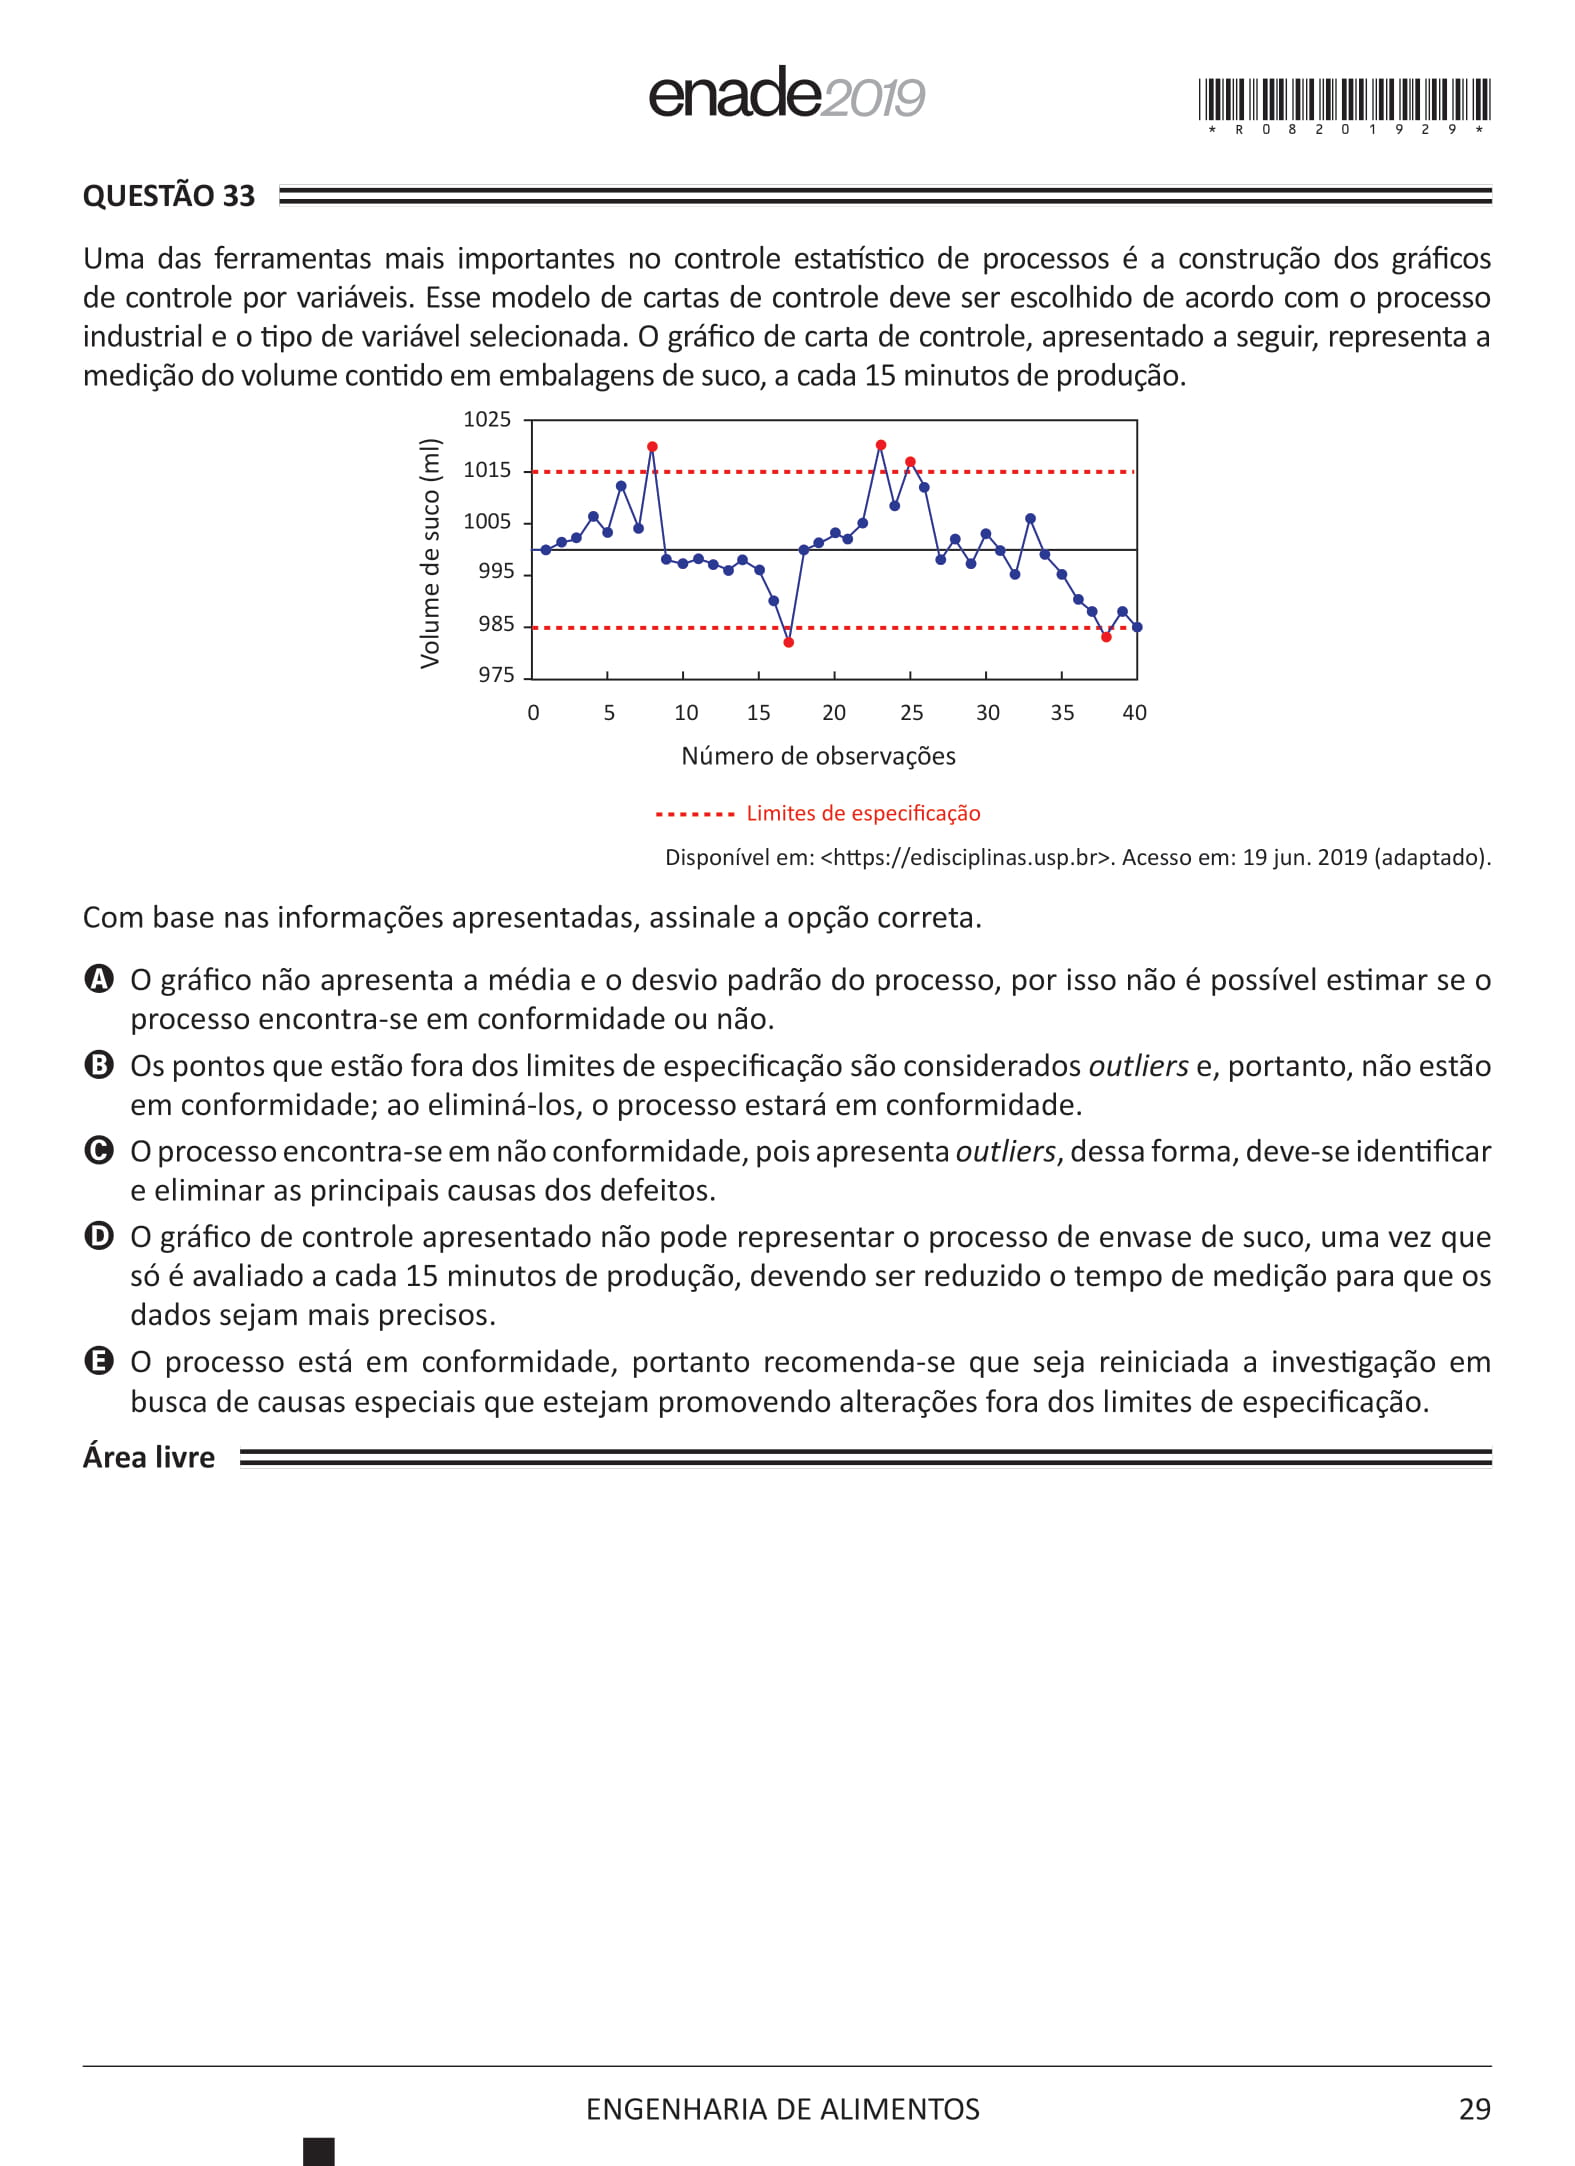 enade2019
* R 0 8 2 0 1 9 2 9 *
QUESTÃO 33
Uma das ferramentas mais importantes no controle estatístico de processos é a construção dos gráficos
de controle por variáveis. Esse modelo de cartas de controle deve ser escolhido de acordo com o processo
industrial e o tipo de variável selecionada. O gráfico de carta de controle, apresentado a seguir, representa a
medição do volume contido em embalagens de suco, a cada 15 minutos de produção.
Volume de suco (ml)
1025
1015
1005
995
985
975
0 5 10 15 20 25 30 35 40
Número de observações
Limites de especificação
Disponível em: <https://edisciplinas.usp.br>. Acesso em: 19 jun. 2019 (adaptado).
Com base nas informações apresentadas, assinale a opção correta.
A O gráfico não apresenta a média e o desvio padrão do processo, por isso não é possível estimar se o
processo encontra-se em conformidade ou não.
B Os pontos que estão fora dos limites de especificação são considerados outliers e, portanto, não estão
em conformidade; ao eliminá-los, o processo estará em conformidade.
C O processo encontra-se em não conformidade, pois apresenta outliers, dessa forma, deve-se identificar
e eliminar as principais causas dos defeitos.
D O gráfico de controle apresentado não pode representar o processo de envase de suco, uma vez que
só é avaliado a cada 15 minutos de produção, devendo ser reduzido o tempo de medição para que os
dados sejam mais precisos.
E O processo está em conformidade, portanto recomenda-se que seja reiniciada a investigação em
busca de causas especiais que estejam promovendo alterações fora dos limites de especificação.
Área livre
ENGENHARIA DE ALIMENTOS
29